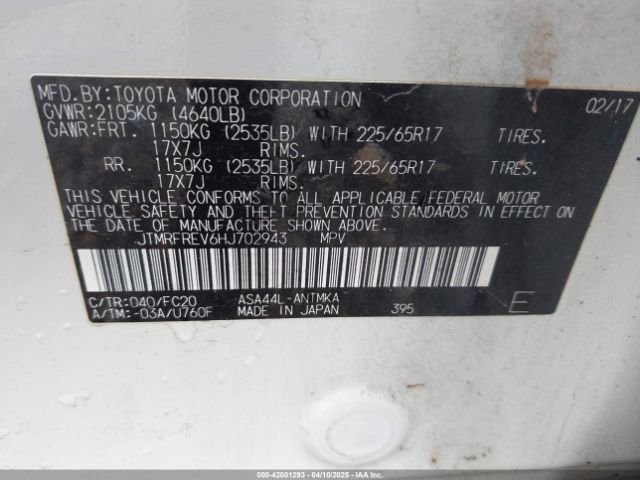 MFD.BY:TOYOTA MOTOR CORPORATION 02/17
GVWR:2105KG (4640LB)
GAWR:FRT. 1150KG (2535LB) WITH 225/65R17 TIRES.
17X7J RIMS.
RR. 1150KG (2535LB) WITH 225/65R17 TIRES.
17X7J RIMS.
THIS VEHICLE CONFORMS TO ALL APPLICABLE FEDERAL MOTOR
VEHICLE SAFETY AND THEFT PREVENTION STANDARDS IN EFFECT ON
THE DATE OF MANUFACTURE SHOWN ABOVE.
JTMRFREV6HJ702943 MPV
C/TR:040/FC20 ASA44L-ANTMKA E
A/TM:-03A/U760F MADE IN JAPAN 395
000-42001293 - 04/10/2025 - IAAI.COM